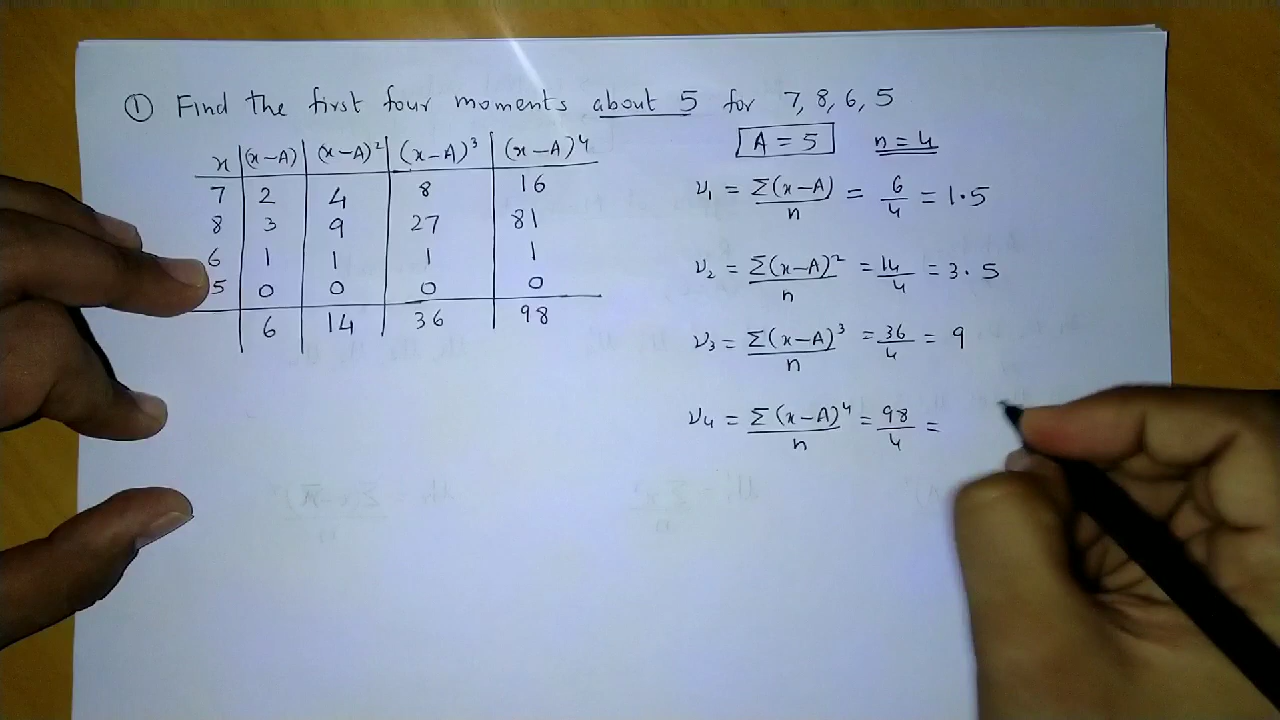 ① Find the first four moments about 5 for 7, 8, 6, 5
A = 5 n = 4
x (x-A) (x-A)² (x-A)³ (x-A)⁴
7 2 4 8 16
8 3 9 27 81
6 1 1 1 1
5 0 0 0 0
6 14 36 98
ν₁ = Σ(x-A)/n = 6/4 = 1.5
ν₂ = Σ(x-A)²/n = 14/4 = 3.5
ν₃ = Σ(x-A)³/n = 36/4 = 9
ν₄ = Σ(x-A)⁴/n = 98/4 =